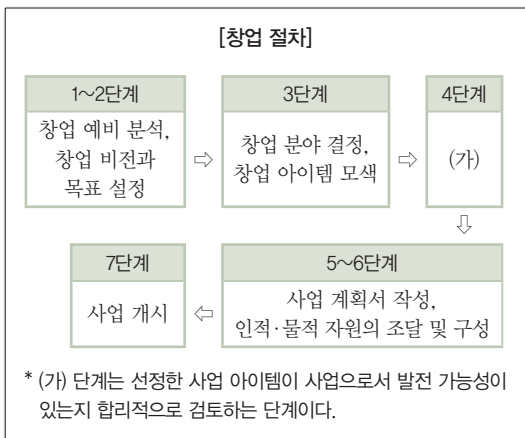 [창업 절차]
1~2단계
창업 예비 분석,
창업 비전과
목표 설정
⇨
3단계
창업 분야 결정,
창업 아이템 모색
⇨
4단계
(가)
⇩
5~6단계
사업 계획서 작성,
인적·물적 자원의 조달 및 구성
⇦
7단계
사업 개시
* (가) 단계는 선정한 사업 아이템이 사업으로서 발전 가능성이
있는지 합리적으로 검토하는 단계이다.